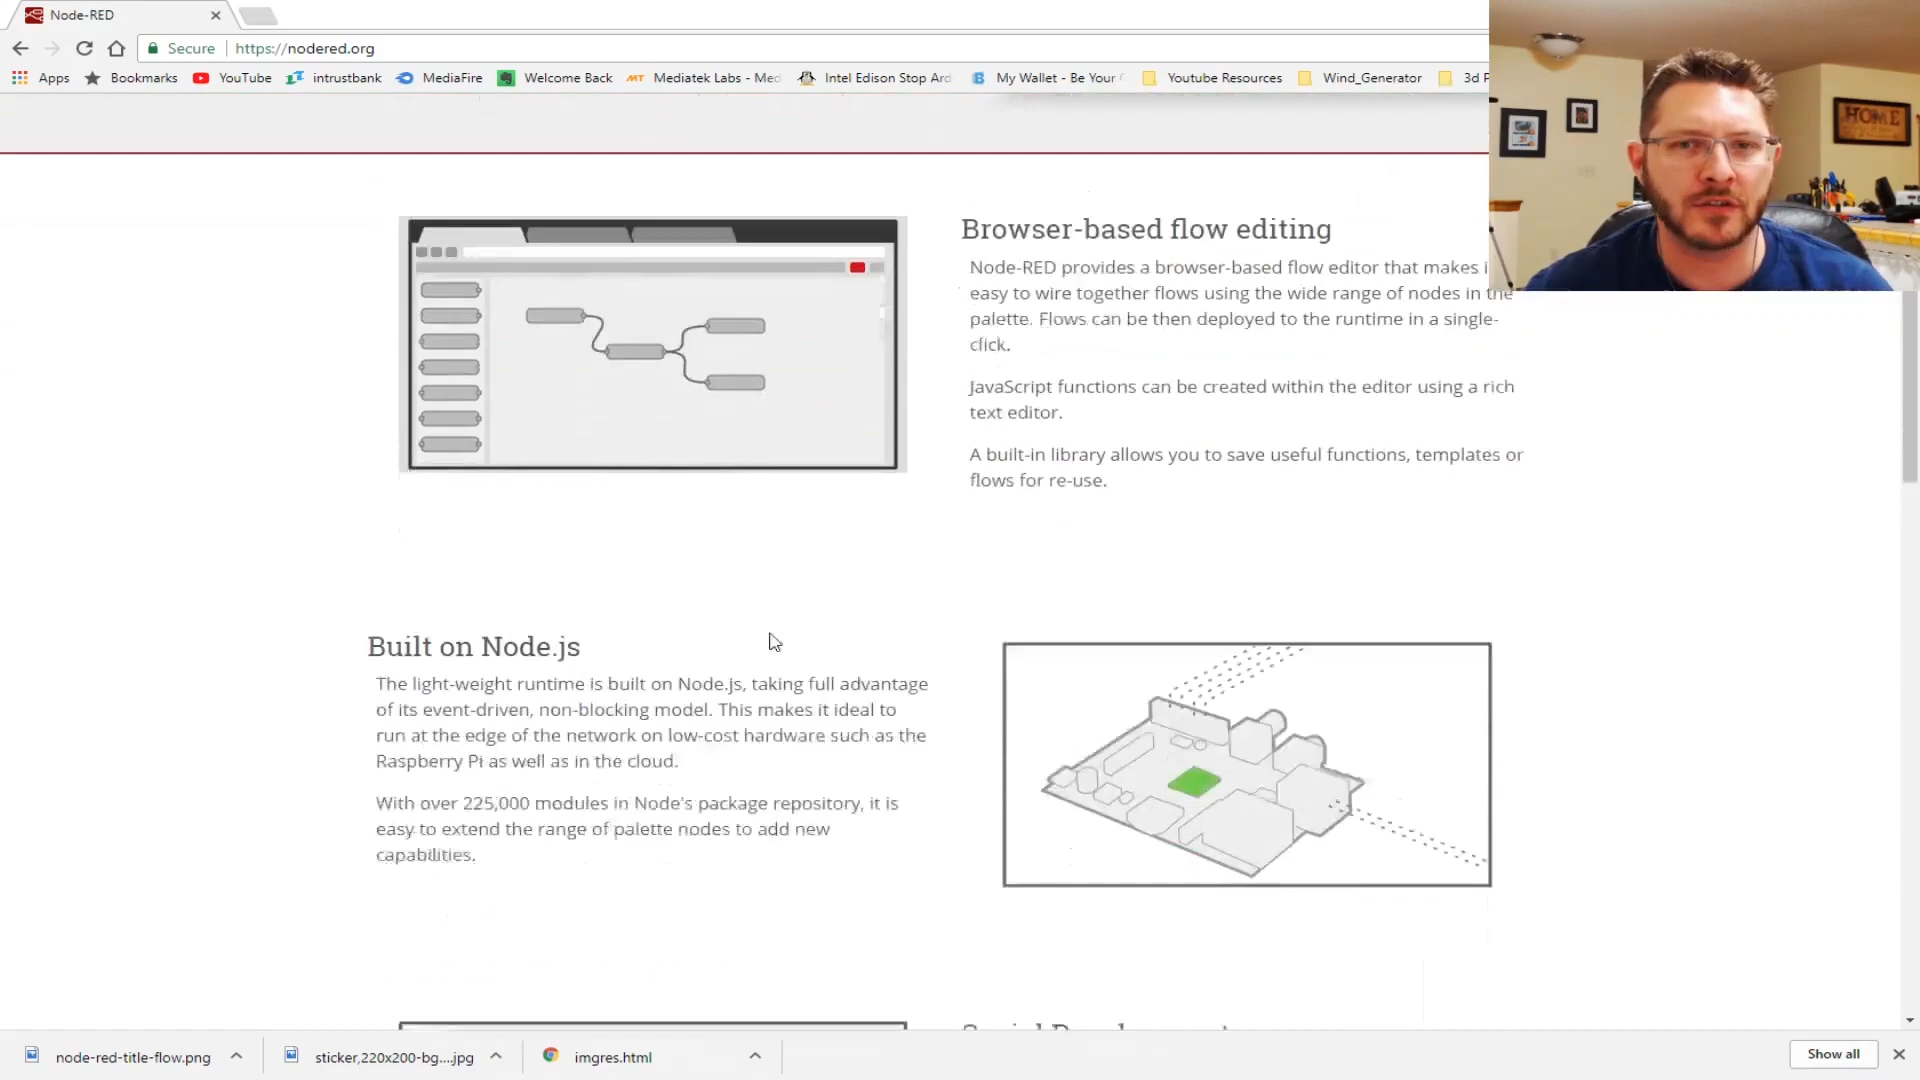 Node-RED
Secure https://nodered.org
Apps Bookmarks YouTube intrustbank MediaFire Welcome Back Mediatek Labs - Med Intel Edison Stop Ard My Wallet - Be Your Youtube Resources Wind_Generator 3d P
HOME
Browser-based flow editing
Node-RED provides a browser-based flow editor that makes i
easy to wire together flows using the wide range of nodes in the
palette. Flows can be then deployed to the runtime in a single-
click.
JavaScript functions can be created within the editor using a rich
text editor.
A built-in library allows you to save useful functions, templates or
flows for re-use.
Built on Node.js
The light-weight runtime is built on Node.js, taking full advantage
of its event-driven, non-blocking model. This makes it ideal to
run at the edge of the network on low-cost hardware such as the
Raspberry Pi as well as in the cloud.
With over 225,000 modules in Node's package repository, it is
easy to extend the range of palette nodes to add new
capabilities.
node-red-title-flow.png sticker,220x200-bg....jpg imgres.html Show all